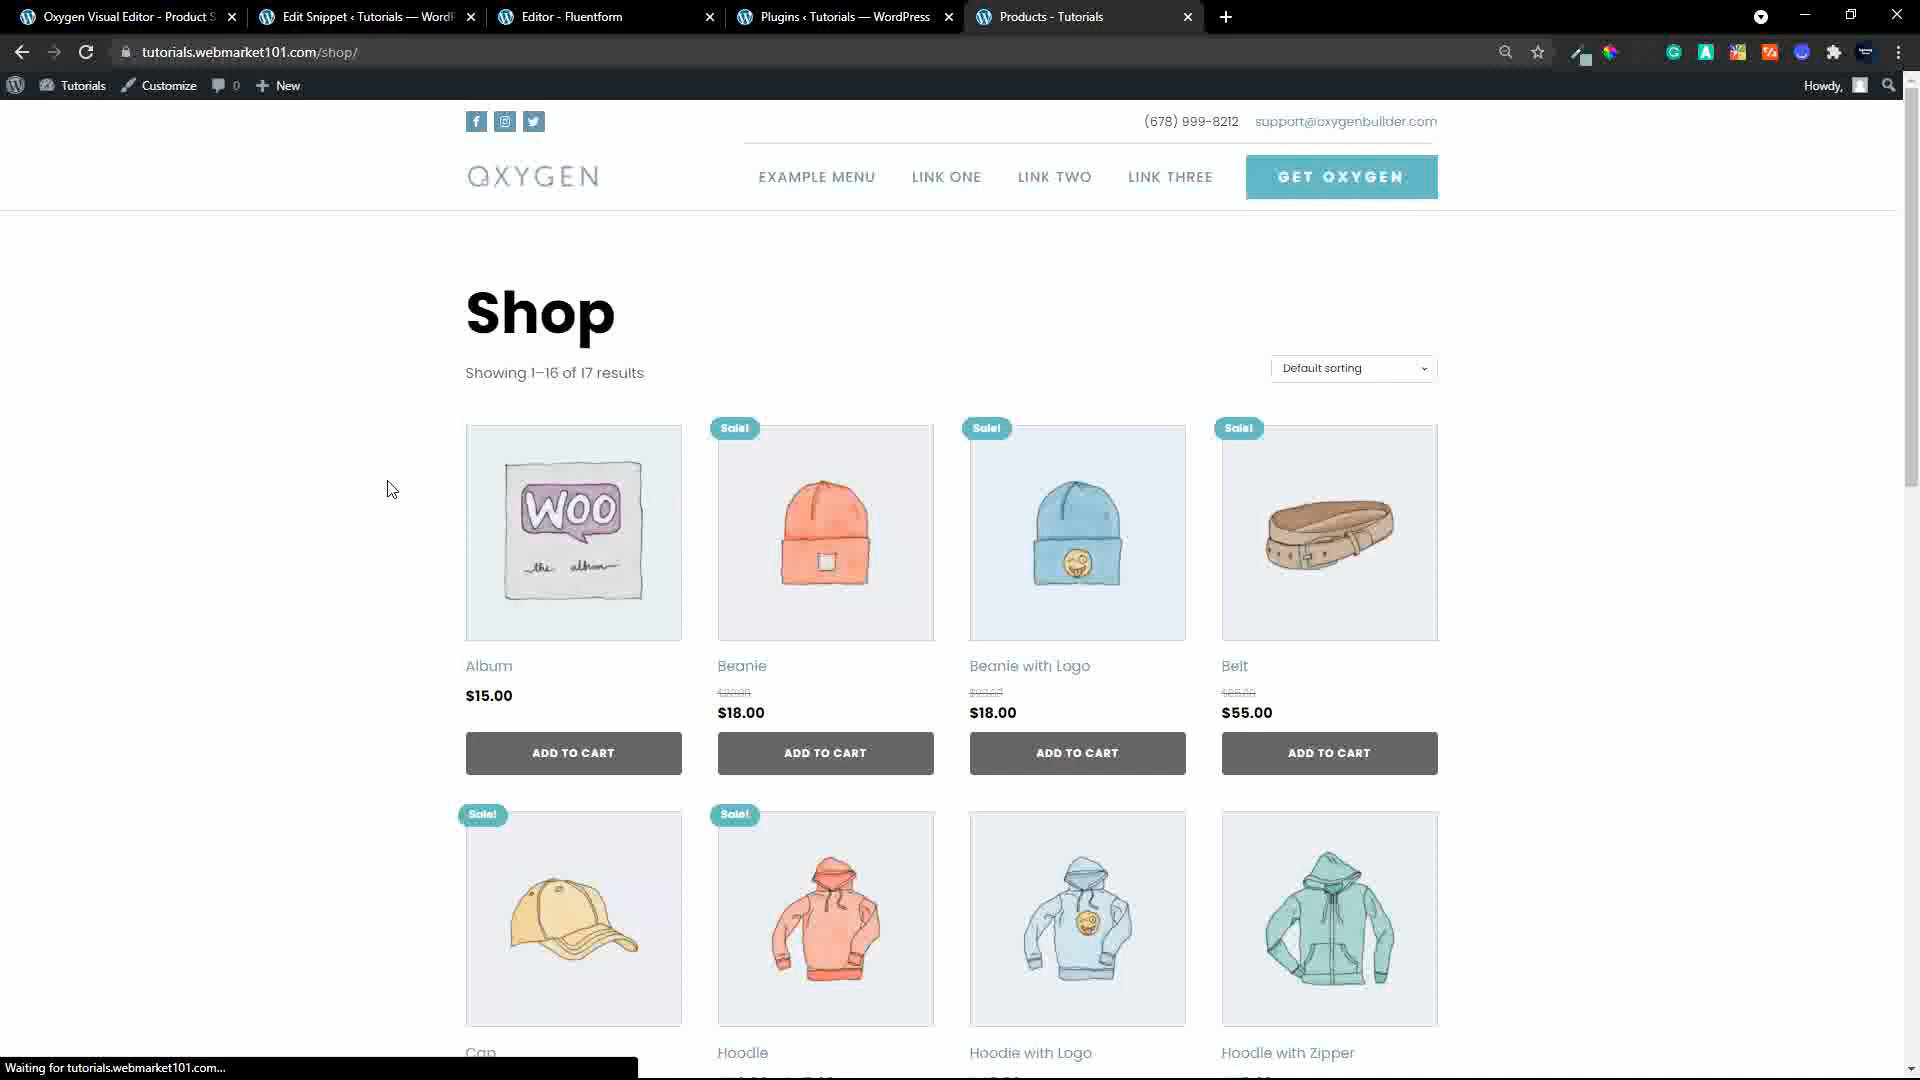 Oxygen Visual Editor - Product S
Edit Snippet ‹ Tutorials — WordP
Editor - Fluentform
Plugins ‹ Tutorials — WordPress
Products - Tutorials
tutorials.webmarket101.com/shop/
Tutorials
Customize
0
New
Howdy,
(678) 999-8212
support@oxygenbuilder.com
OXYGEN
EXAMPLE MENU
LINK ONE
LINK TWO
LINK THREE
GET OXYGEN
Shop
Showing 1–16 of 17 results
Default sorting
Sale!
Sale!
Sale!
WOO
the album
Album
Beanie
Beanie with Logo
Belt
$15.00
$18.00
$18.00
$55.00
ADD TO CART
ADD TO CART
ADD TO CART
ADD TO CART
Sale!
Sale!
Cap
Hoodie
Hoodie with Logo
Hoodie with Zipper
Waiting for tutorials.webmarket101.com...